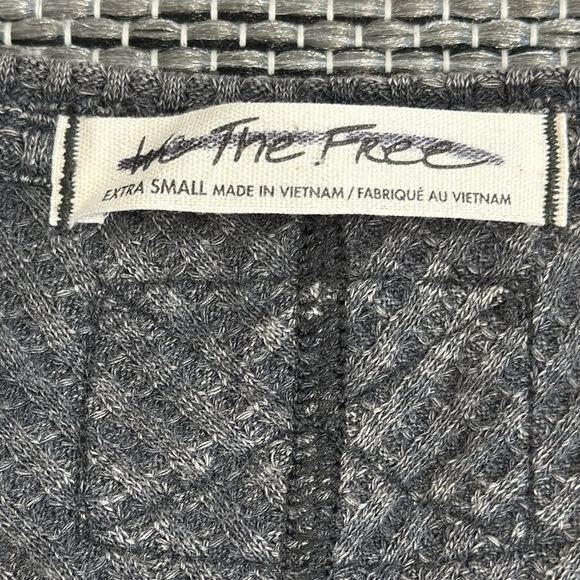 We The Free
EXTRA SMALL MADE IN VIETNAM / FABRIQUÉ AU VIETNAM